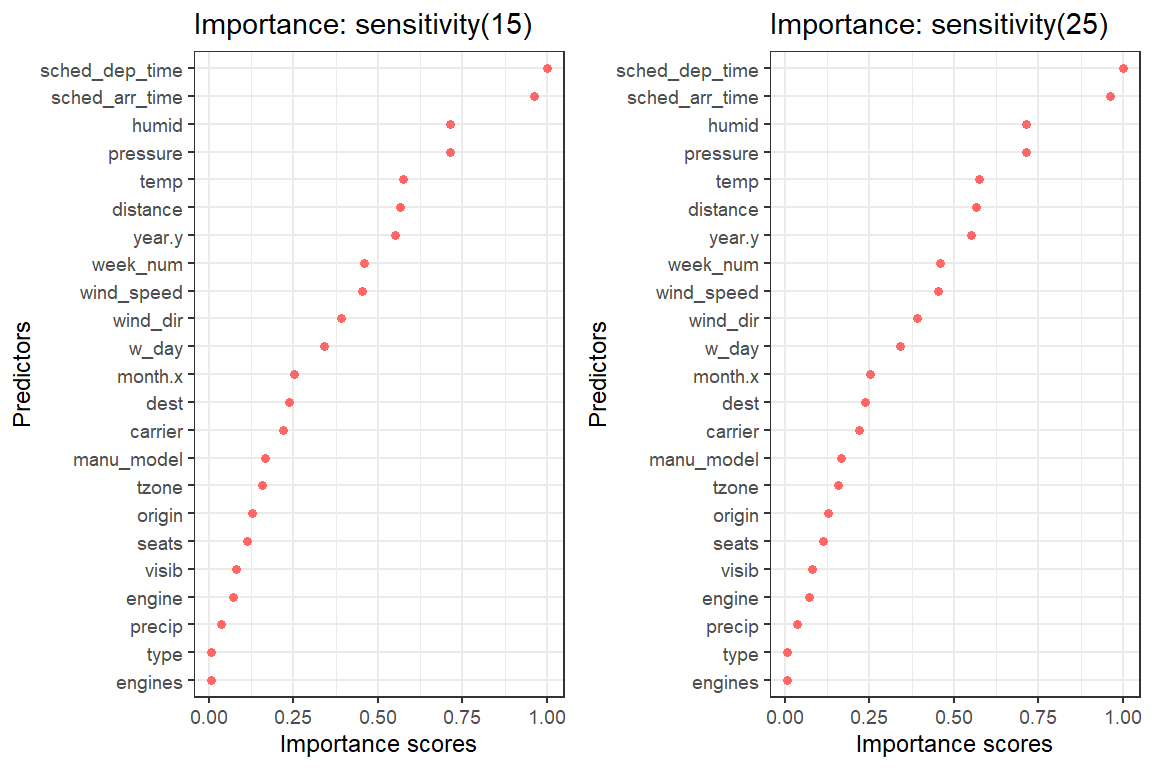 Importance: sensitivity(15)
sched_dep_time
sched_arr_time
humid
pressure
temp
distance
year.y
week_num
wind_speed
wind_dir
w_day
month.x
dest
carrier
manu_model
tzone
origin
seats
visib
engine
precip
type
engines
Predictors
0.00 0.25 0.50 0.75 1.00
Importance scores
Importance: sensitivity(25)
sched_dep_time
sched_arr_time
humid
pressure
temp
distance
year.y
week_num
wind_speed
wind_dir
w_day
month.x
dest
carrier
manu_model
tzone
origin
seats
visib
engine
precip
type
engines
Predictors
0.00 0.25 0.50 0.75 1.00
Importance scores